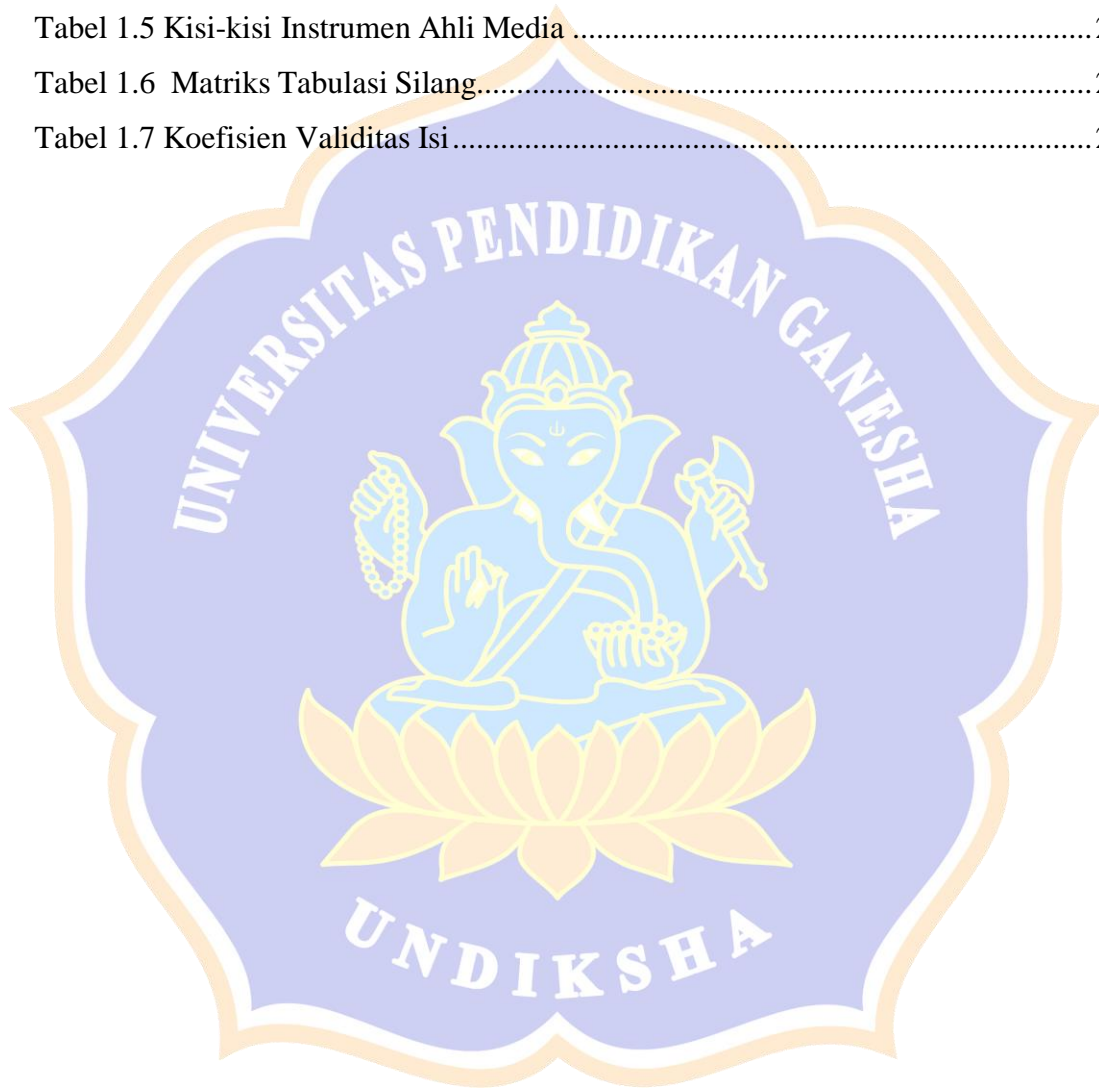 Tabel 1.5 Kisi-kisi Instrumen Ahli Media ................................................................
Tabel 1.6  Matriks Tabulasi Silang............................................................................
Tabel 1.7 Koefisien Validitas Isi ...............................................................................
UNIVERSITAS PENDIDIKAN GANESHA
UNDIKSHA